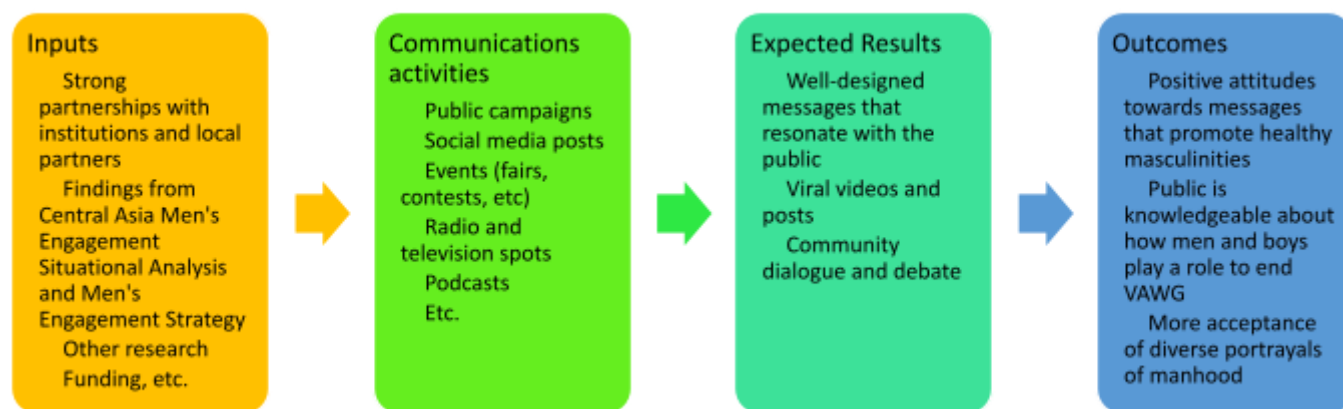 Inputs
Strong
partnerships with
institutions and local
partners
Findings from
Central Asia Men's
Engagement
Situational Analysis
and Men's
Engagement Strategy
Other research
Funding, etc.
Communications
activities
Public campaigns
Social media posts
Events (fairs,
contests, etc)
Radio and
television spots
Podcasts
Etc.
Expected Results
Well-designed
messages that
resonate with the
public
Viral videos and
posts
Community
dialogue and debate
Outcomes
Positive attitudes
towards messages
that promote healthy
masculinities
Public is
knowledgeable about
how men and boys
play a role to end
VAWG
More acceptance
of diverse portrayals
of manhood